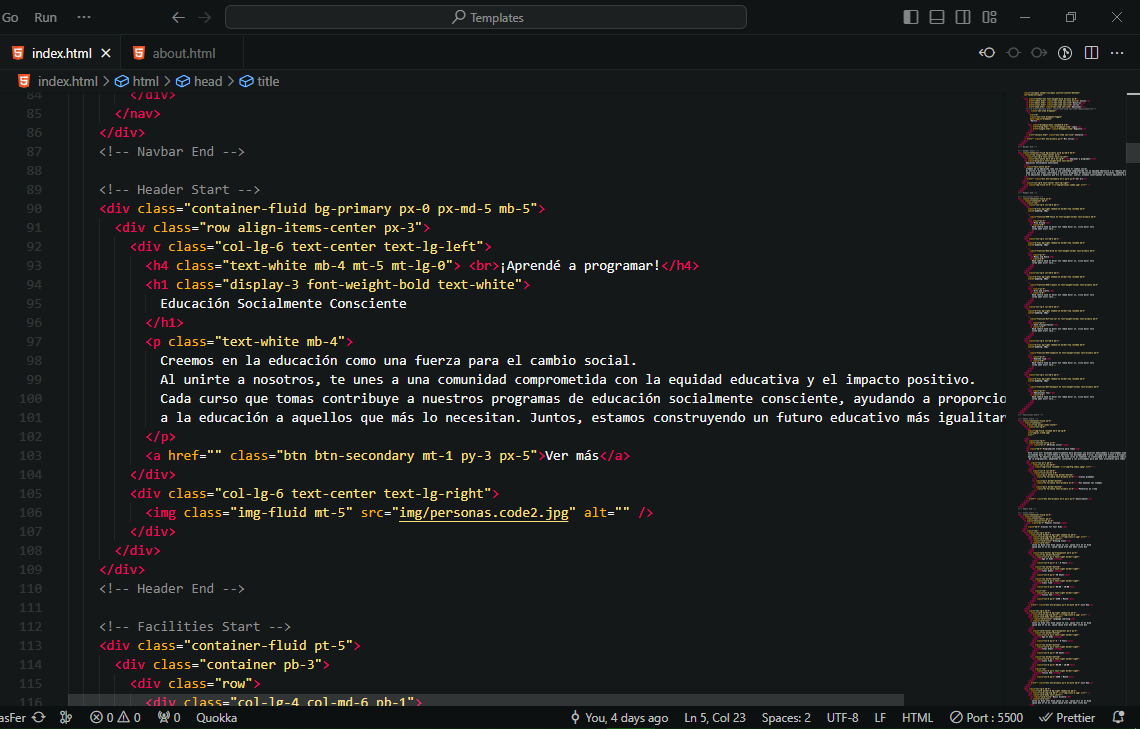 Go Run ··· Templates
index.html about.html
index.html > html > head > title
84 </div>
85 </nav>
86 </div>
87 <!-- Navbar End -->
88
89 <!-- Header Start -->
90 <div class="container-fluid bg-primary px-0 px-md-5 mb-5">
91 <div class="row align-items-center px-3">
92 <div class="col-lg-6 text-center text-lg-left">
93 <h4 class="text-white mb-4 mt-5 mt-lg-0"> <br>¡Aprendé a programar!</h4>
94 <h1 class="display-3 font-weight-bold text-white">
95 Educación Socialmente Consciente
96 </h1>
97 <p class="text-white mb-4">
98 Creemos en la educación como una fuerza para el cambio social.
99 Al unirte a nosotros, te unes a una comunidad comprometida con la equidad educativa y el impacto positivo.
100 Cada curso que tomas contribuye a nuestros programas de educación socialmente consciente, ayudando a proporcio
101 a la educación a aquellos que más lo necesitan. Juntos, estamos construyendo un futuro educativo más igualitar
102 </p>
103 <a href="" class="btn btn-secondary mt-1 py-3 px-5">Ver más</a>
104 </div>
105 <div class="col-lg-6 text-center text-lg-right">
106 <img class="img-fluid mt-5" src="img/personas.code2.jpg" alt="" />
107 </div>
108 </div>
109 </div>
110 <!-- Header End -->
111
112 <!-- Facilities Start -->
113 <div class="container-fluid pt-5">
114 <div class="container pb-3">
115 <div class="row">
116 <div class="col-lg-4 col-md-6 pb-1">
asFer 0 0 0 Quokka You, 4 days ago Ln 5, Col 23 Spaces: 2 UTF-8 LF HTML Port : 5500 Prettier